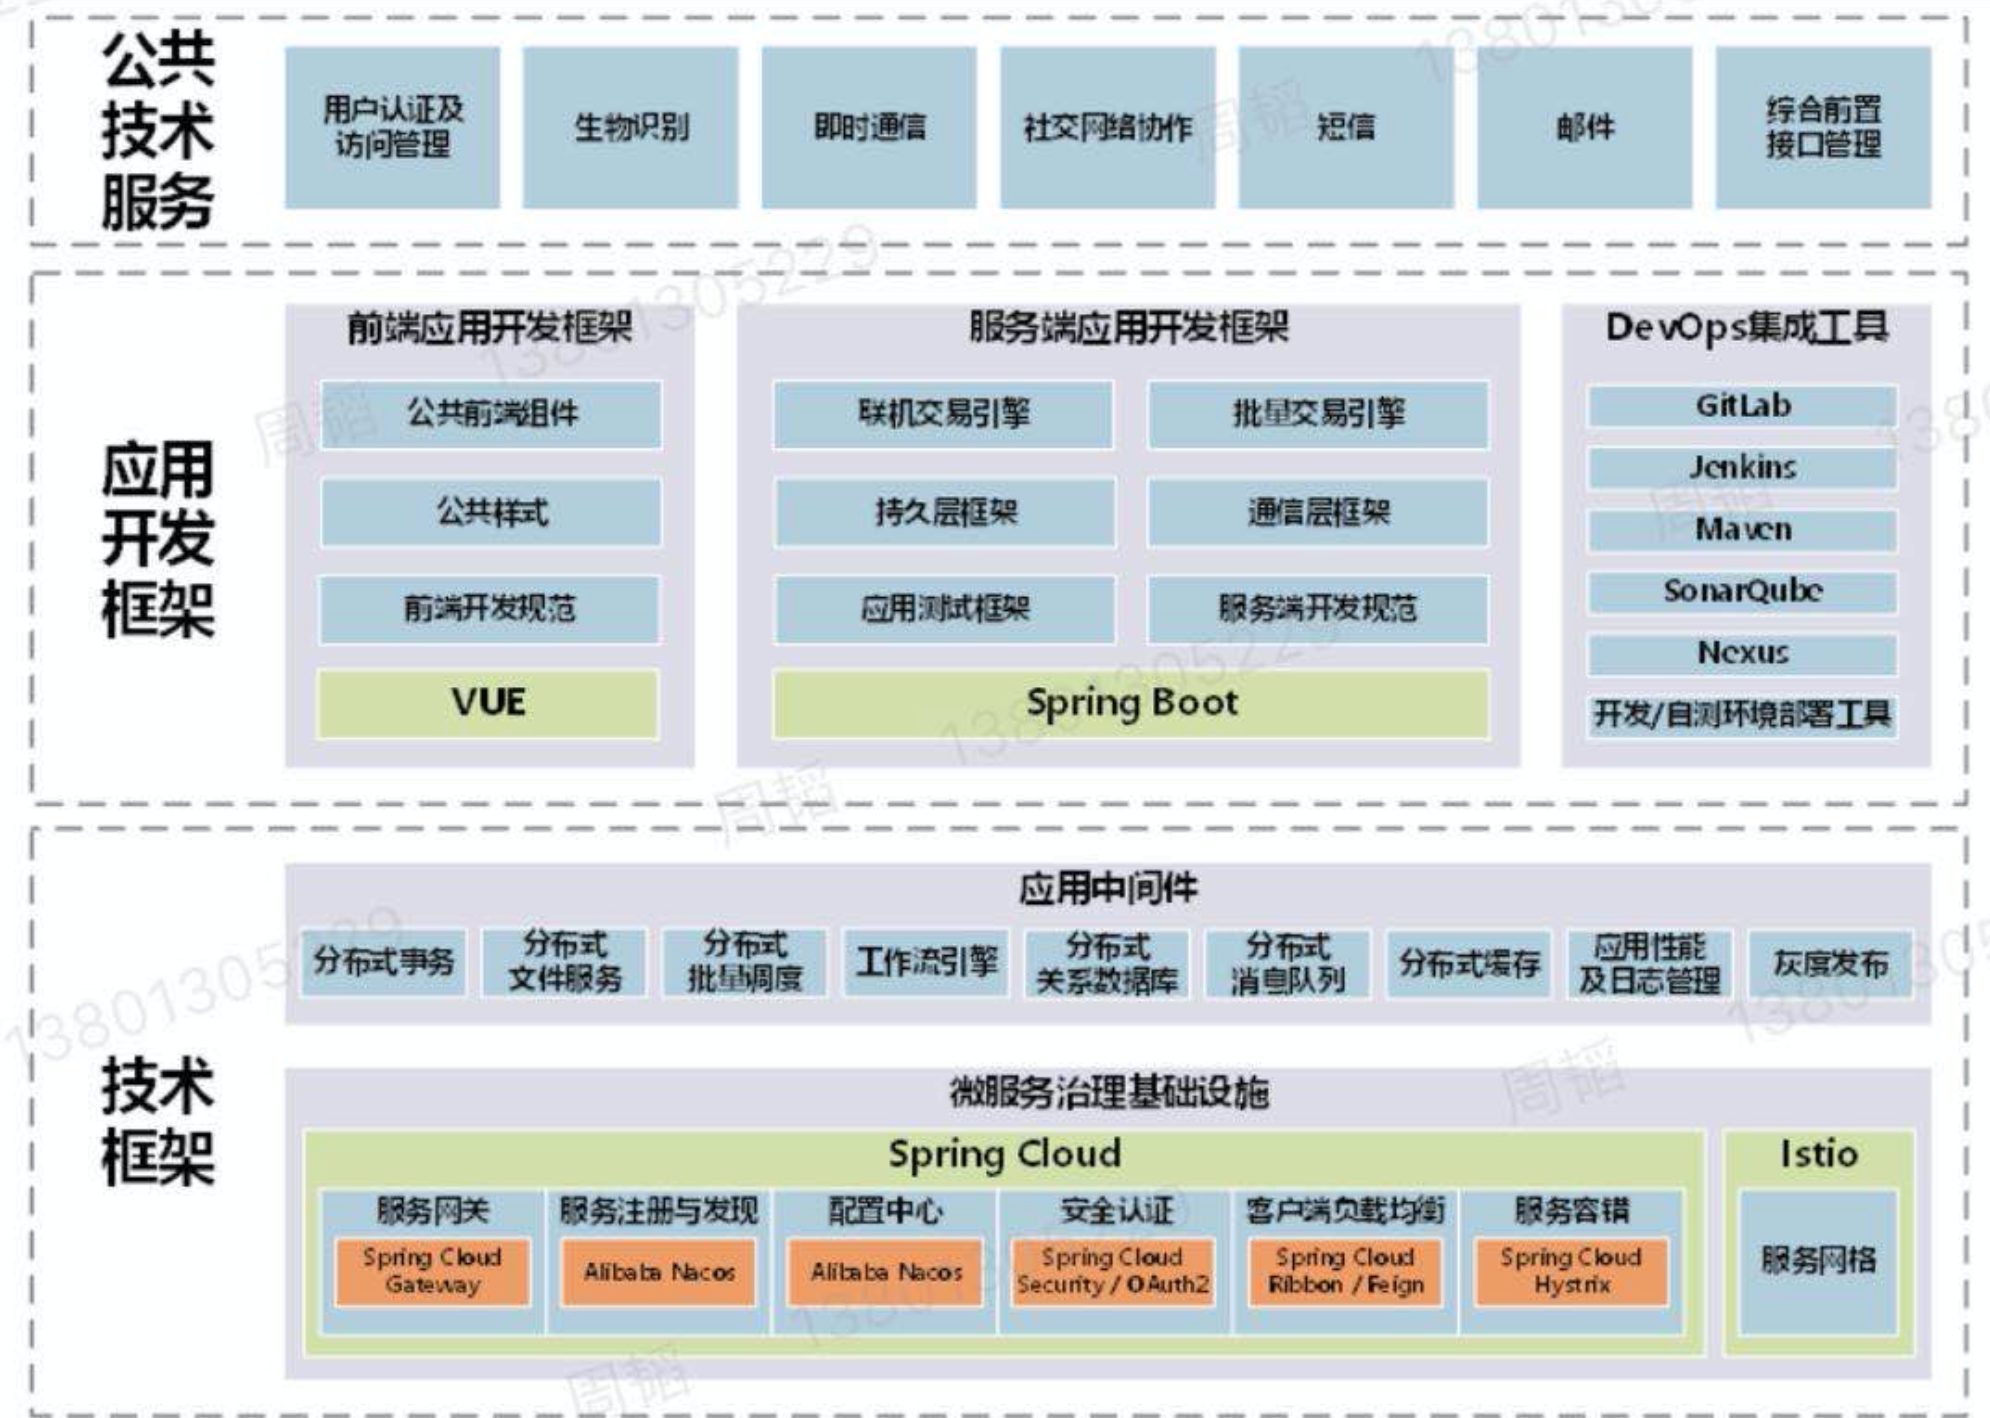 公共
技术
服务
用户认证及
访问管理
生物识别
即时通信
社交网络协作
短信
邮件
综合前置
接口管理
应用
开发
框架
前端应用开发框架
公共前端组件
公共样式
前端开发规范
VUE
服务端应用开发框架
联机交易引擎
批量交易引擎
持久层框架
通信层框架
应用测试框架
服务端开发规范
Spring Boot
DevOps集成工具
GitLab
Jenkins
Maven
SonarQube
Nexus
开发/自测环境部署工具
技术
框架
应用中间件
分布式事务
分布式
文件服务
分布式
批量调度
工作流引擎
分布式
关系数据库
分布式
消息队列
分布式缓存
应用性能
及日志管理
灰度发布
微服务治理基础设施
Spring Cloud
服务网关
Spring Cloud
Gateway
服务注册与发现
Alibaba Nacos
配置中心
Alibaba Nacos
安全认证
Spring Cloud
Security / OAuth2
客户端负载均衡
Spring Cloud
Ribbon / Feign
服务容错
Spring Cloud
Hystrix
Istio
服务网格
周韬 13801305229